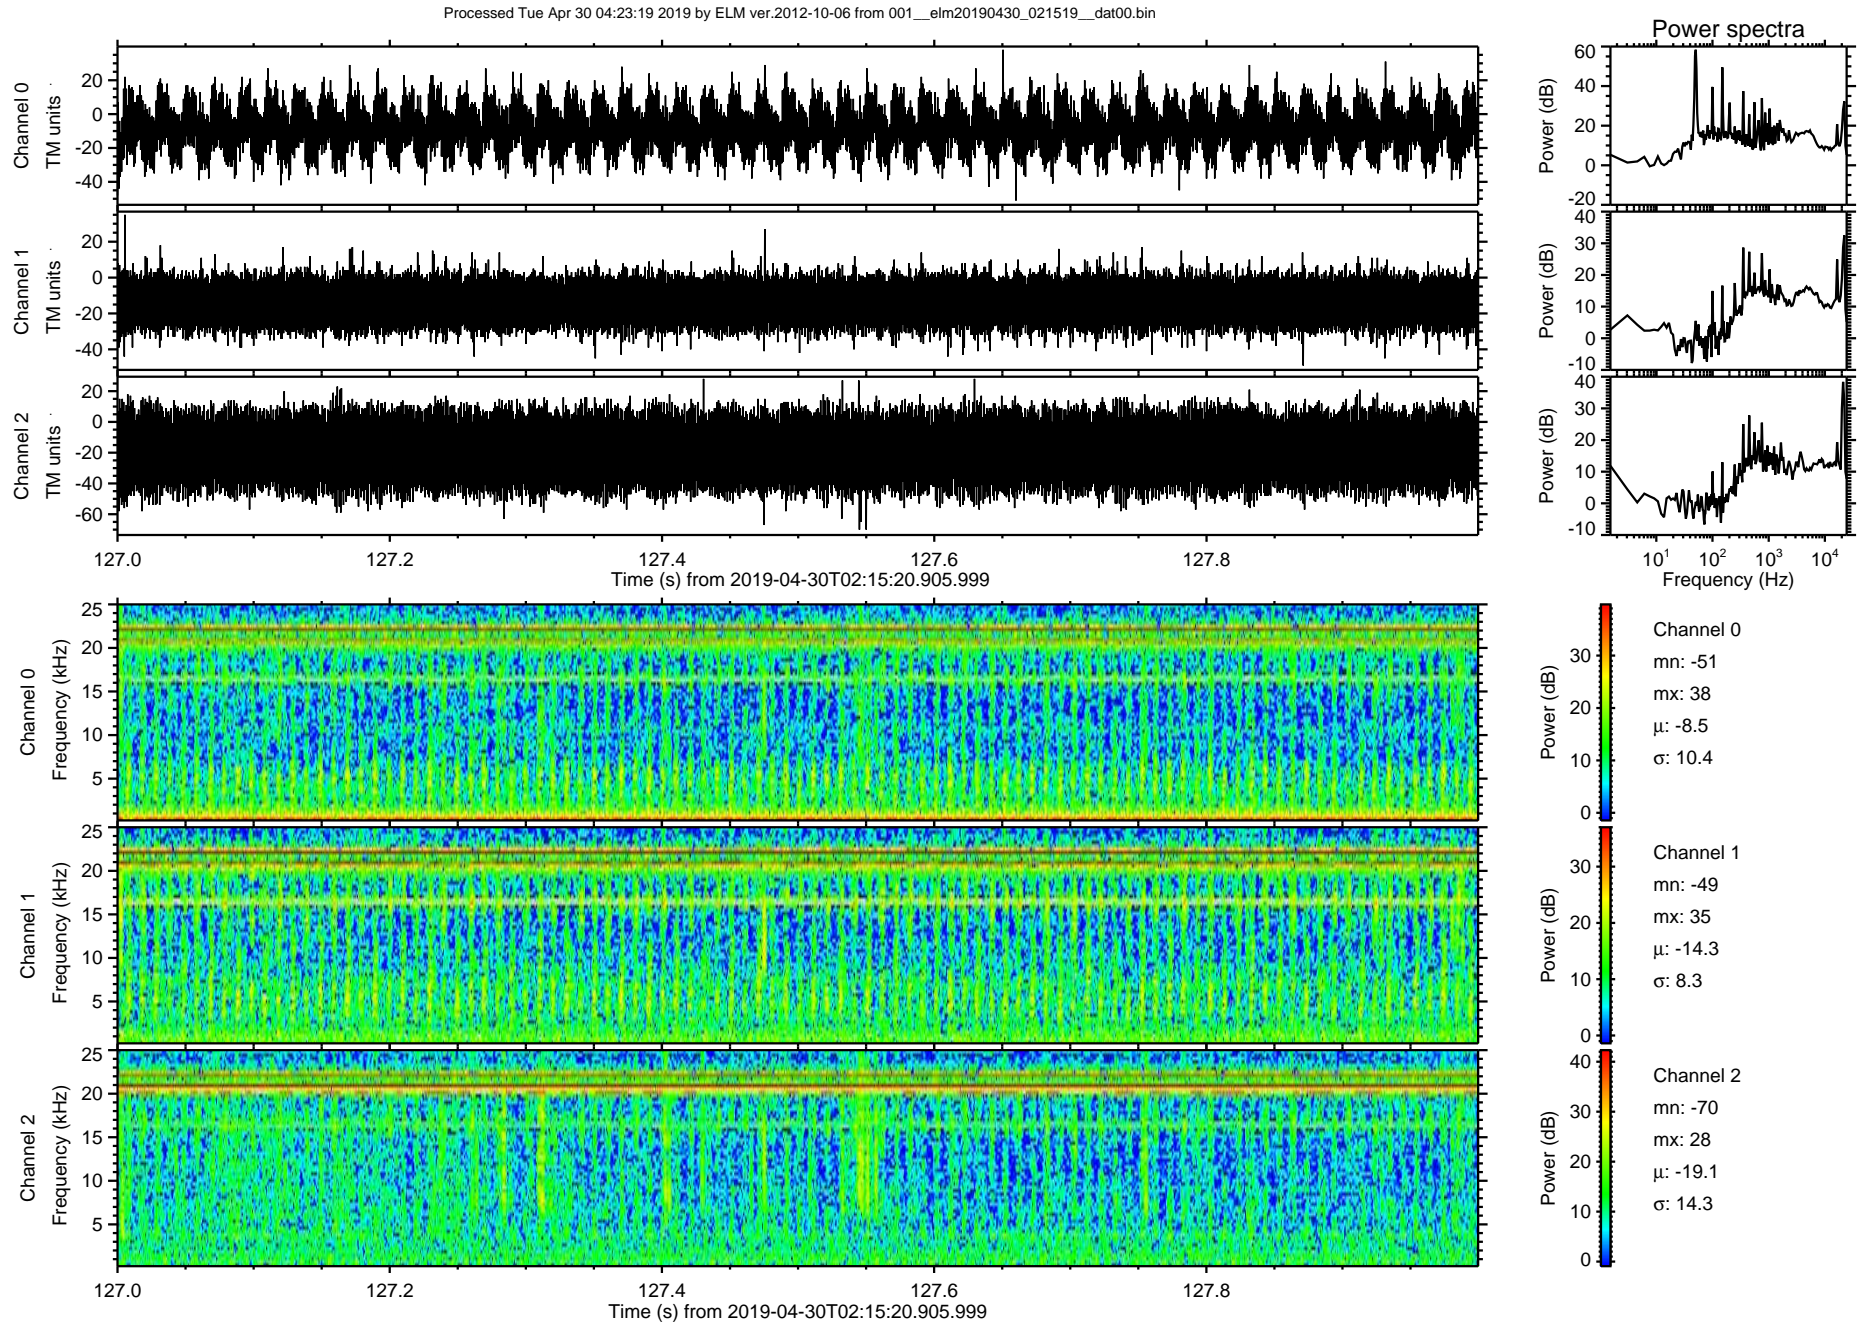 Processed Tue Apr 30 04:23:19 2019 by ELM ver.2012-10-06 from 001__elm20190430_021519__dat00.bin
Power spectra
Channel 0
TM units
20
0
-20
-40
Power (dB)
60
40
20
0
-20
Channel 1
TM units
20
0
-20
-40
Power (dB)
40
30
20
10
0
-10
Channel 2
TM units
20
0
-20
-40
-60
Power (dB)
40
30
20
10
0
-10
127.0
127.2
127.4
127.6
127.8
Time (s) from 2019-04-30T02:15:20.905.999
10¹
10²
10³
10⁴
Frequency (Hz)
Channel 0
Frequency (kHz)
25
20
15
10
5
Power (dB)
30
20
10
0
Channel 0
mn: -51
mx: 38
μ: -8.5
σ: 10.4
Channel 1
Frequency (kHz)
25
20
15
10
5
Power (dB)
30
20
10
0
Channel 1
mn: -49
mx: 35
μ: -14.3
σ: 8.3
Channel 2
Frequency (kHz)
25
20
15
10
5
Power (dB)
40
30
20
10
0
Channel 2
mn: -70
mx: 28
μ: -19.1
σ: 14.3
127.0
127.2
127.4
127.6
127.8
Time (s) from 2019-04-30T02:15:20.905.999